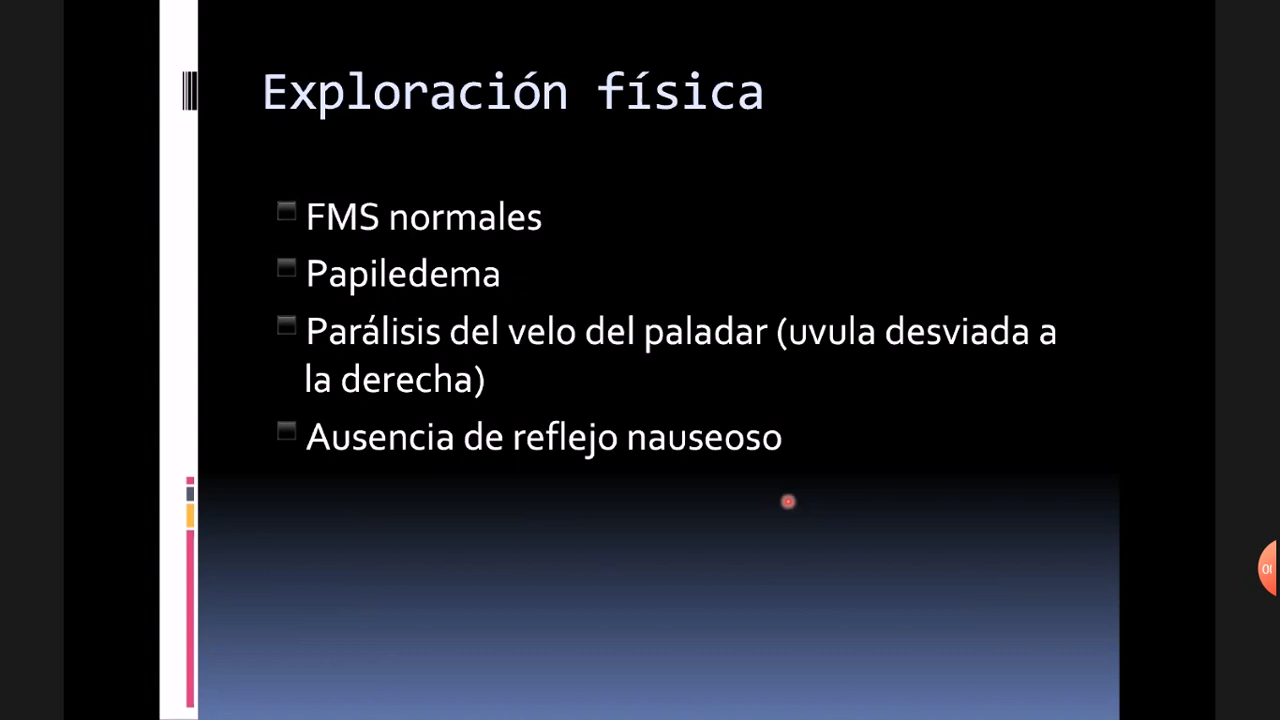 Exploración física
FMS normales
Papiledema
Parálisis del velo del paladar (uvula desviada a
la derecha)
Ausencia de reflejo nauseoso